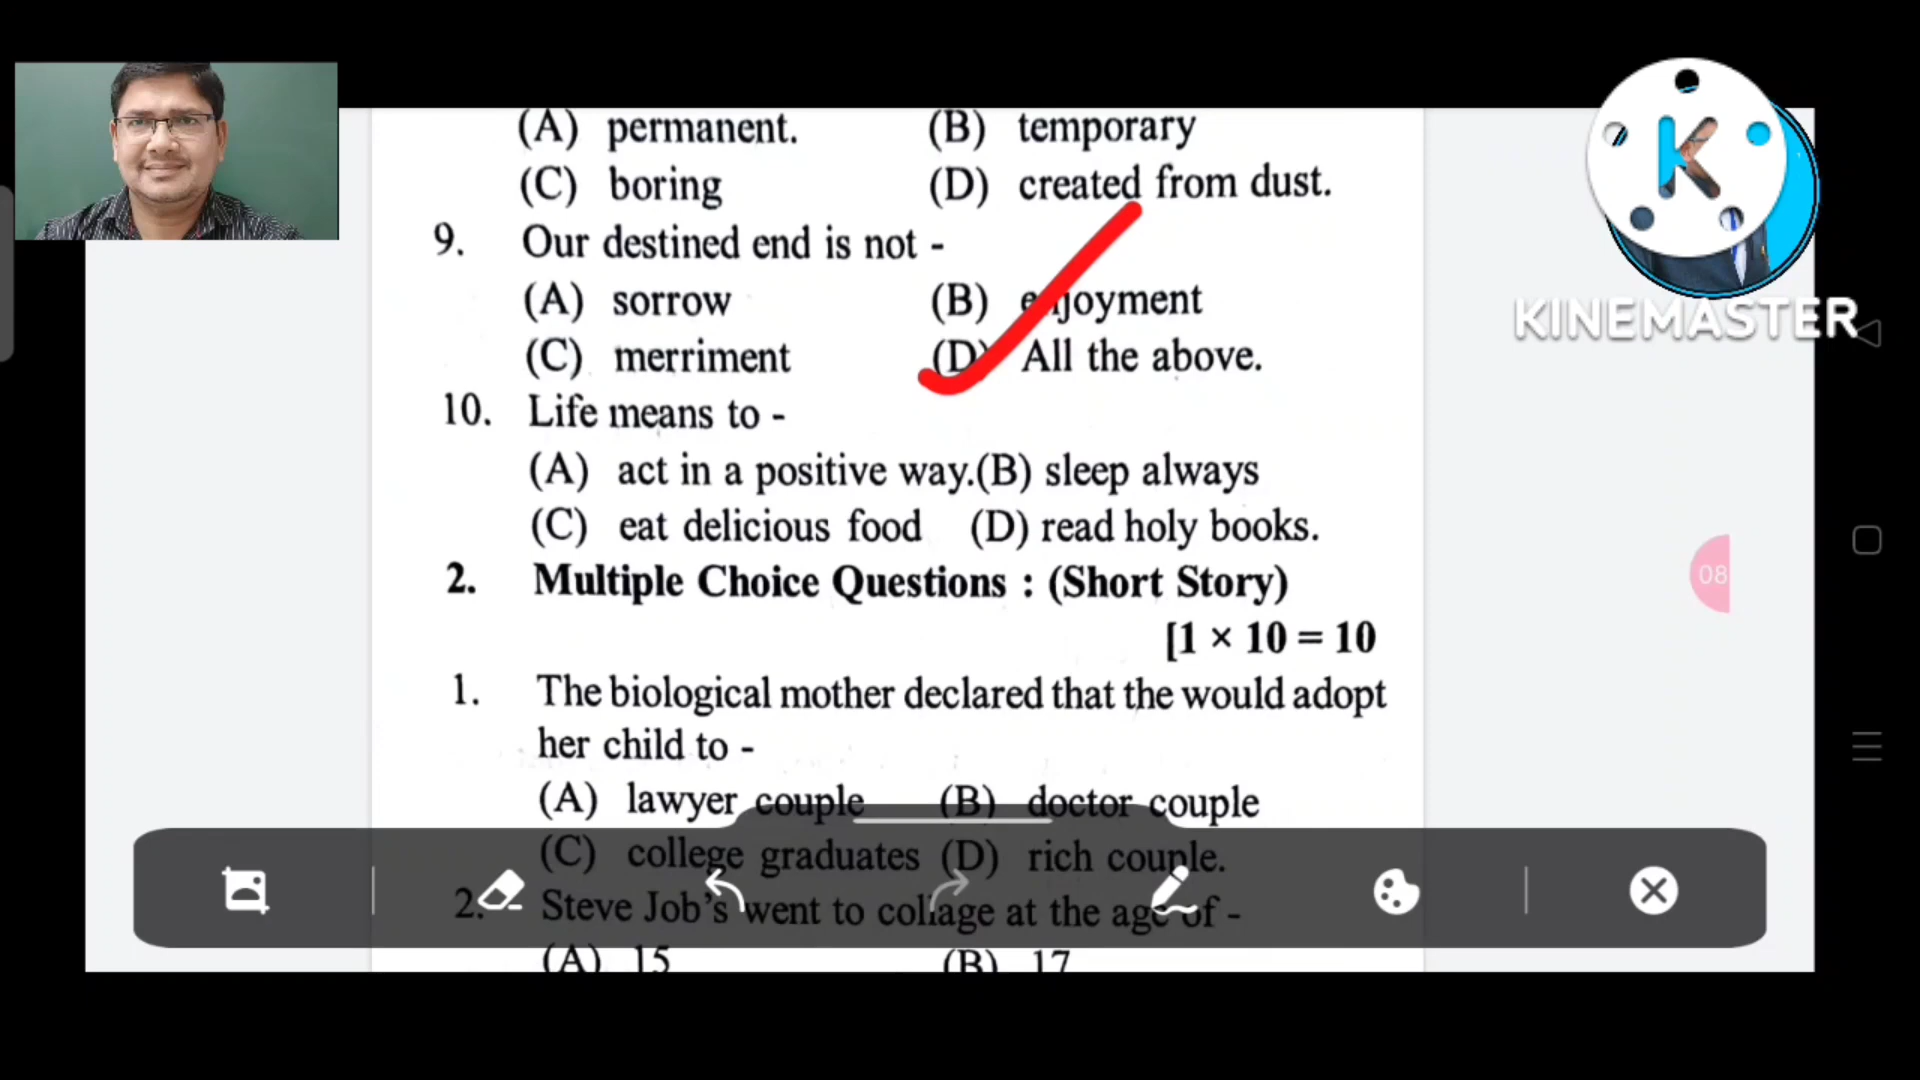 (A) permanent. (B) temporary
(C) boring (D) created from dust.
9. Our destined end is not -
(A) sorrow (B) enjoyment
(C) merriment (D) All the above.
10. Life means to -
(A) act in a positive way.(B) sleep always
(C) eat delicious food (D) read holy books.
2. Multiple Choice Questions : (Short Story)
[1 × 10 = 10
1. The biological mother declared that the would adopt
her child to -
(A) lawyer couple (B) doctor couple
(C) college graduates (D) rich couple.
2. Steve Job's went to collage at the age of -
(A) 15 (B) 17
K
KINEMASTER
08